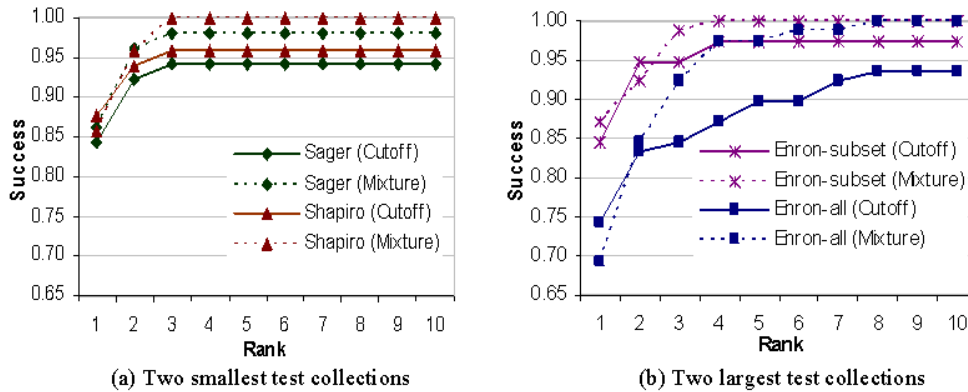 1.00
0.95
0.90
0.85
0.80
0.75
0.70
0.65
Success
Sager (Cutoff)
Sager (Mixture)
Shapiro (Cutoff)
Shapiro (Mixture)
1 2 3 4 5 6 7 8 9 10
Rank
(a) Two smallest test collections
1.00
0.95
0.90
0.85
0.80
0.75
0.70
0.65
Success
Enron-subset (Cutoff)
Enron-subset (Mixture)
Enron-all (Cutoff)
Enron-all (Mixture)
1 2 3 4 5 6 7 8 9 10
Rank
(b) Two largest test collections